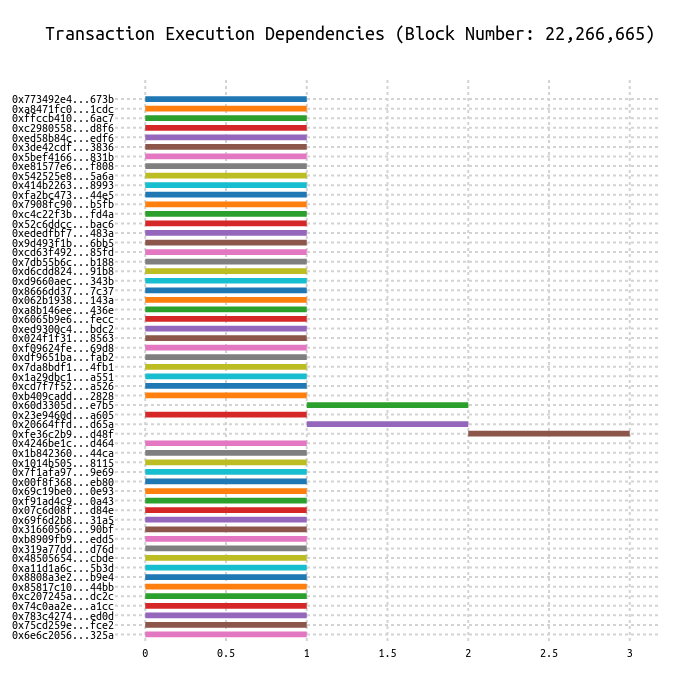 Transaction Execution Dependencies (Block Number: 22,266,665)
0x773492e4...673b
0xa8471fc0...1cdc
0xffccb410...6ac7
0xc2980558...d8f6
0xed58b84c...edf6
0x3de42cdf...3836
0x5bef4166...831b
0xe81577e6...f808
0x542525e8...5a6a
0x414b2263...8993
0xfa2bc473...44e5
0x7908fc90...b5fb
0xc4c22f3b...fd4a
0x52c6ddcc...bac6
0xededfbf7...483a
0x9d493f1b...6bb5
0xcd63f492...85fd
0x7db55b6c...b188
0xd6cdd824...91b8
0xd9660aec...343b
0x8666dd37...7c37
0x062b1938...143a
0xa8b146ee...436e
0x6065b9e6...fecc
0xed9300c4...bdc2
0x024f1f31...8563
0xf09624fe...69d8
0xdf9651ba...fab2
0x7da8bdf1...4fb1
0x1a29dbc1...a551
0xcd7f7f52...a526
0xb409cadd...2828
0x60d3305d...e7b5
0x23e9460d...a605
0x20664ffd...d65a
0xfe36c2b9...d48f
0x4246be1c...d464
0x1b842360...44ca
0x1014b505...8115
0x7f1afa97...9e69
0x00f8f368...eb80
0x69c19be0...0e93
0xf91ad4c9...0a43
0x07c6d08f...d84e
0x69f6d2b8...31a5
0x31660566...90bf
0xb8909fb9...edd5
0x319a77dd...d76d
0x48505654...cbde
0xa11d1a6c...5b3d
0x8808a3e2...b9e4
0x85817c10...44bb
0xc207245a...dc2c
0x74c0aa2e...a1cc
0x783c4274...ed0d
0x75cd259e...fce2
0x6e6c2056...325a
0 0.5 1 1.5 2 2.5 3